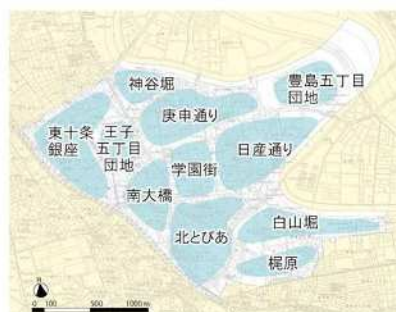 神谷堀
豊島五丁目
団地
庚申通り
東十条
銀座
王子
五丁目
団地
日産通り
学園街
南大橋
北とぴあ
白山堀
梶原
N
0 100 500 1000m